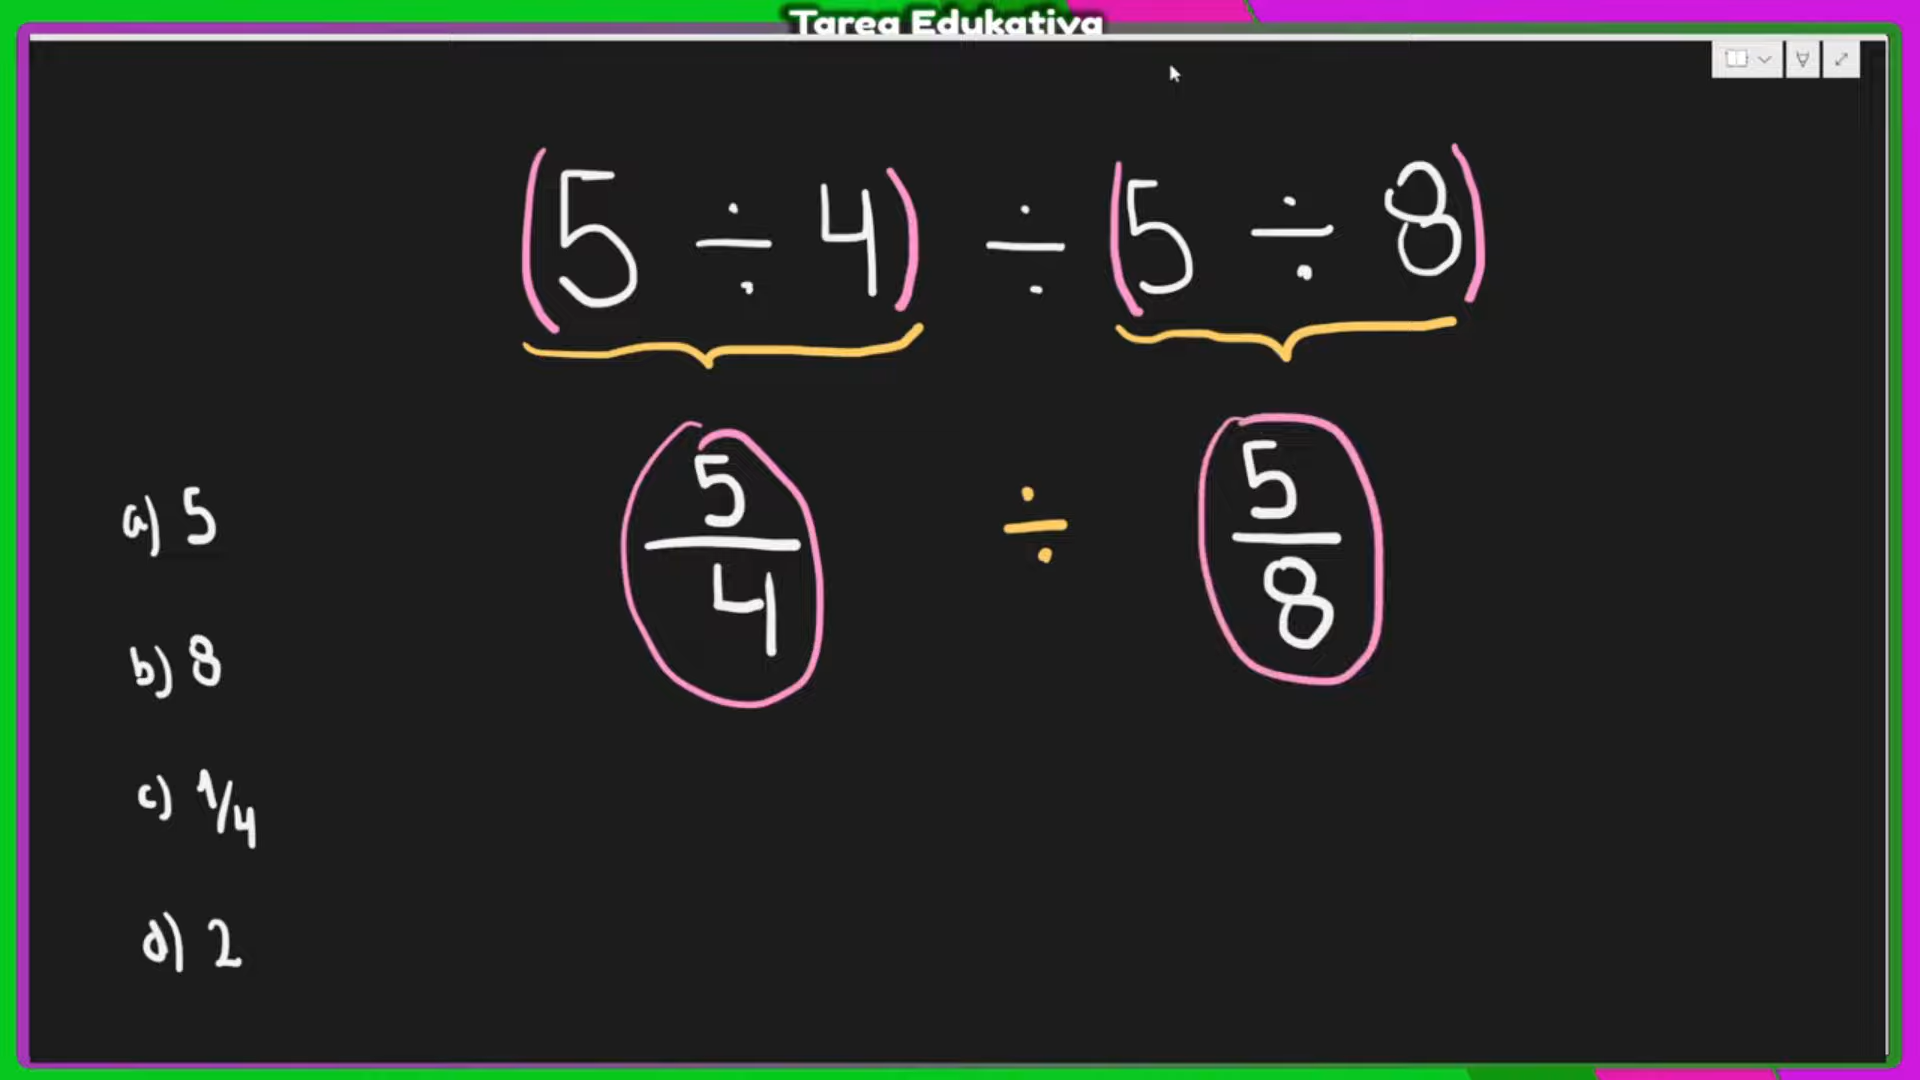 Tarea Edukativa
(5 ÷ 4) ÷ (5 ÷ 8)
5/4 ÷ 5/8
a) 5
b) 8
c) 1/4
d) 2